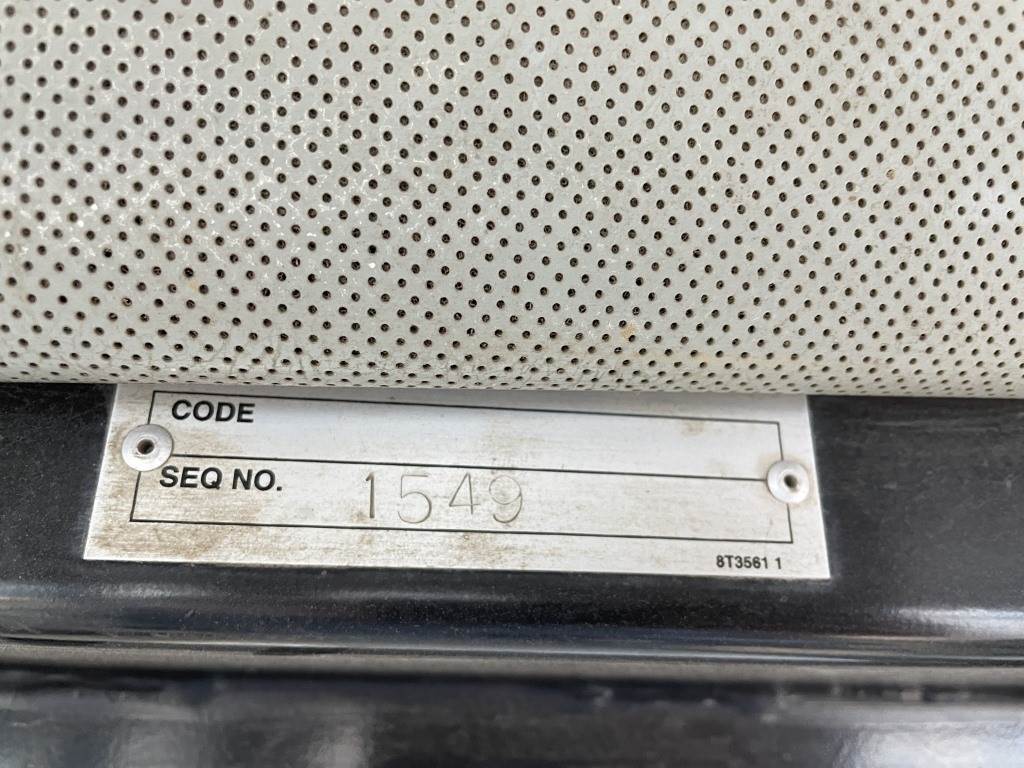 CODE
SEQ NO. 1549
8T3561 1